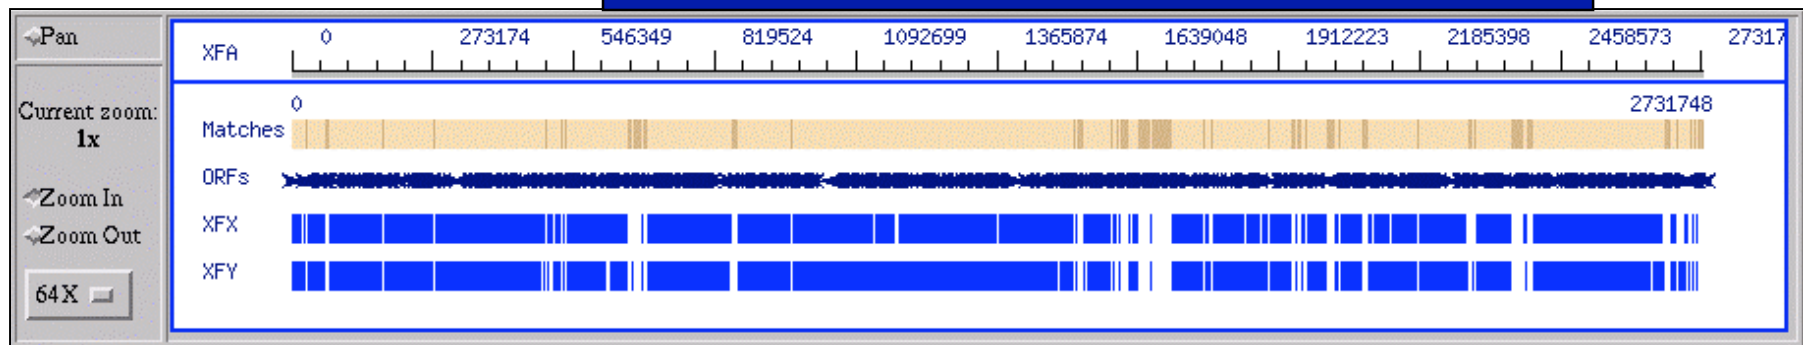 Pan
XFA 0 273174 546349 819524 1092699 1365874 1639048 1912223 2185398 2458573 27317
Current zoom:
1x
0 2731748
Matches
ORFs
Zoom In
XFX
Zoom Out
XFY
64X